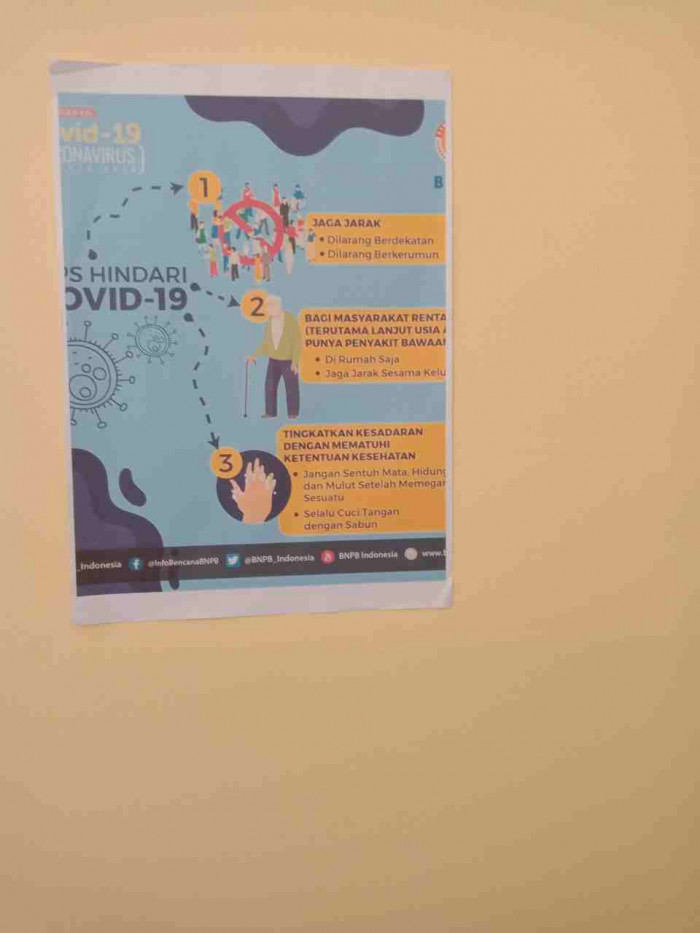 vid-19
ONAVIRUS
B
1
JAGA JARAK
• Dilarang Berdekatan
• Dilarang Berkerumun
PS HINDARI
OVID-19
2
BAGI MASYARAKAT RENTA
(TERUTAMA LANJUT USIA
PUNYA PENYAKIT BAWAA
• Di Rumah Saja
• Jaga Jarak Sesama Kelu
3
TINGKATKAN KESADARAN
DENGAN MEMATUHI
KETENTUAN KESEHATAN
• Jangan Sentuh Mata, Hidung
dan Mulut Setelah Memegan
Sesuatu
• Selalu Cuci Tangan
dengan Sabun
_Indonesia @InfoBencanaBNPB @BNPB_Indonesia BNPB Indonesia www.b